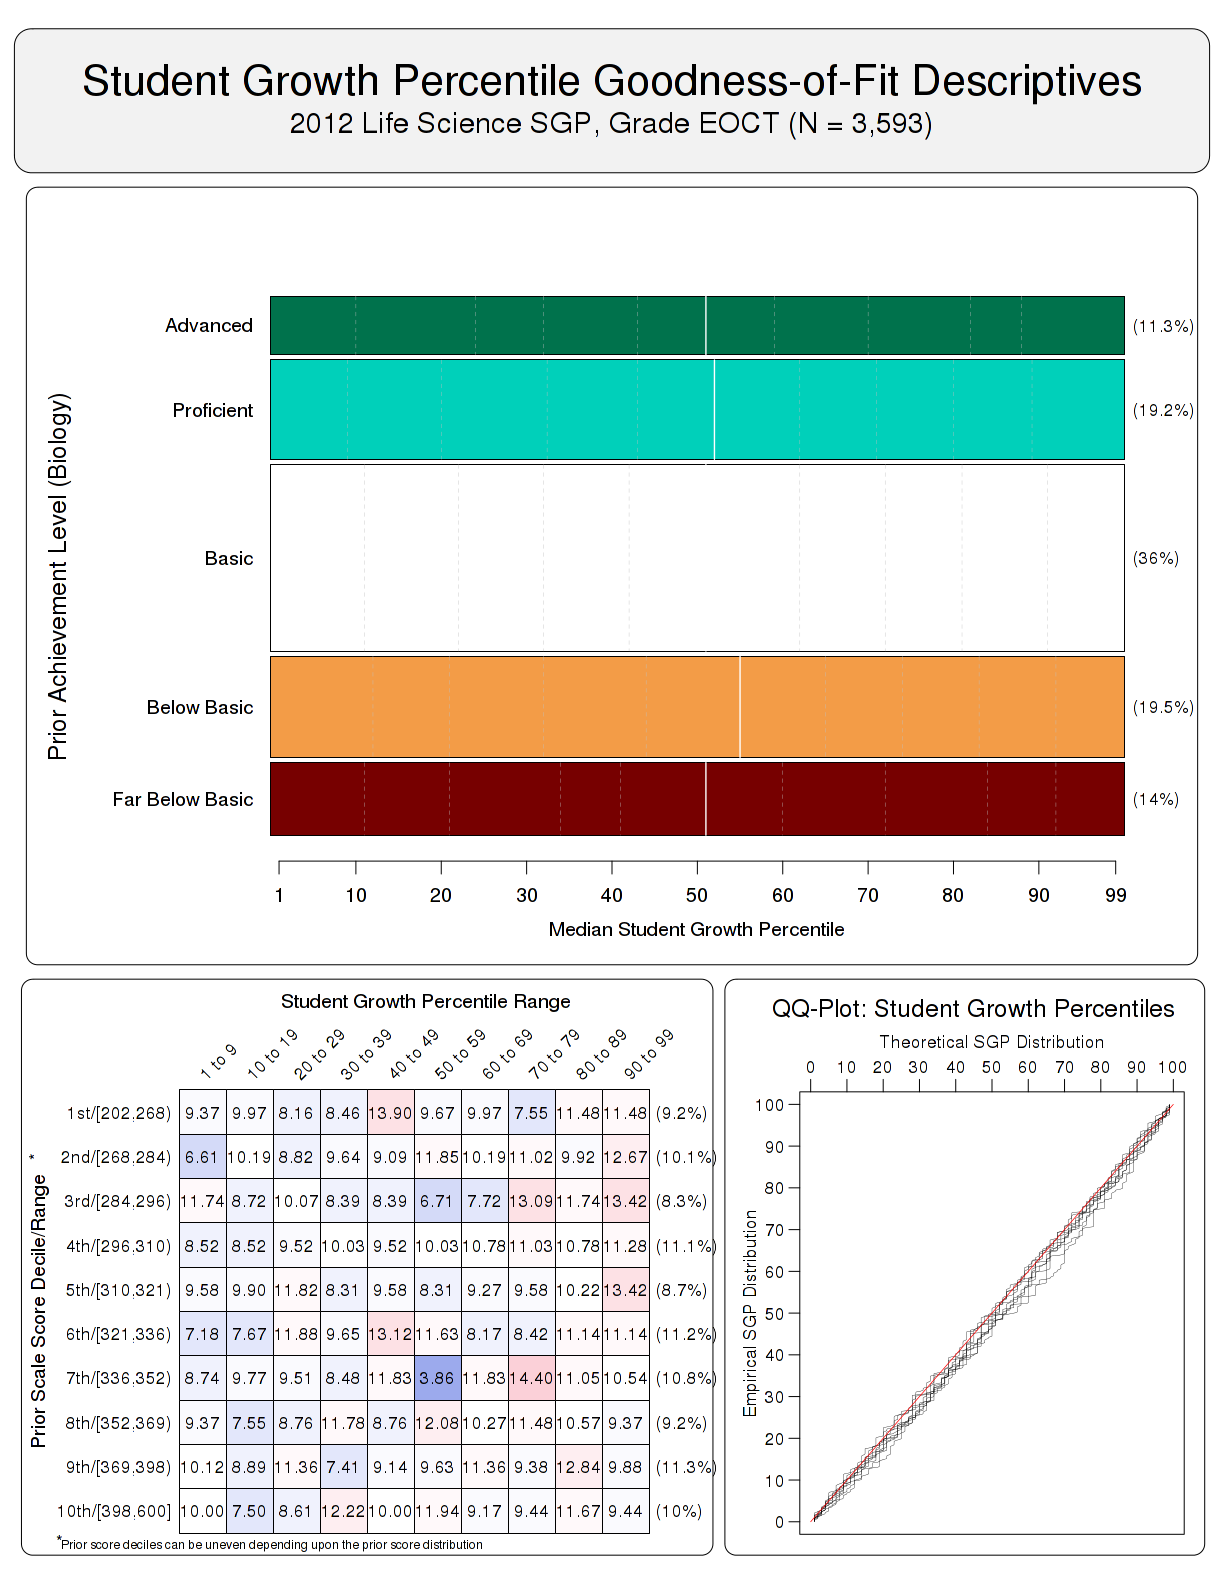 Student Growth Percentile Goodness-of-Fit Descriptives
2012 Life Science SGP, Grade EOCT (N = 3,593)
Prior Achievement Level (Biology)
Advanced (11.3%)
Proficient (19.2%)
Basic (36%)
Below Basic (19.5%)
Far Below Basic (14%)
1 10 20 30 40 50 60 70 80 90 99
Median Student Growth Percentile
Student Growth Percentile Range
1 to 9 10 to 19 20 to 29 30 to 39 40 to 49 50 to 59 60 to 69 70 to 79 80 to 89 90 to 99
Prior Scale Score Decile/Range *
1st/[202,268) 9.37 9.97 8.16 8.46 13.90 9.67 9.97 7.55 11.48 11.48 (9.2%)
2nd/[268,284) 6.61 10.19 8.82 9.64 9.09 11.85 10.19 11.02 9.92 12.67 (10.1%)
3rd/[284,296) 11.74 8.72 10.07 8.39 8.39 6.71 7.72 13.09 11.74 13.42 (8.3%)
4th/[296,310) 8.52 8.52 9.52 10.03 9.52 10.03 10.78 11.03 10.78 11.28 (11.1%)
5th/[310,321) 9.58 9.90 11.82 8.31 9.58 8.31 9.27 9.58 10.22 13.42 (8.7%)
6th/[321,336) 7.18 7.67 11.88 9.65 13.12 11.63 8.17 8.42 11.14 11.14 (11.2%)
7th/[336,352) 8.74 9.77 9.51 8.48 11.83 3.86 11.83 14.40 11.05 10.54 (10.8%)
8th/[352,369) 9.37 7.55 8.76 11.78 8.76 12.08 10.27 11.48 10.57 9.37 (9.2%)
9th/[369,398) 10.12 8.89 11.36 7.41 9.14 9.63 11.36 9.38 12.84 9.88 (11.3%)
10th/[398,600] 10.00 7.50 8.61 12.22 10.00 11.94 9.17 9.44 11.67 9.44 (10%)
*Prior score deciles can be uneven depending upon the prior score distribution
QQ-Plot: Student Growth Percentiles
Theoretical SGP Distribution
0 10 20 30 40 50 60 70 80 90 100
Empirical SGP Distribution
100
90
80
70
60
50
40
30
20
10
0